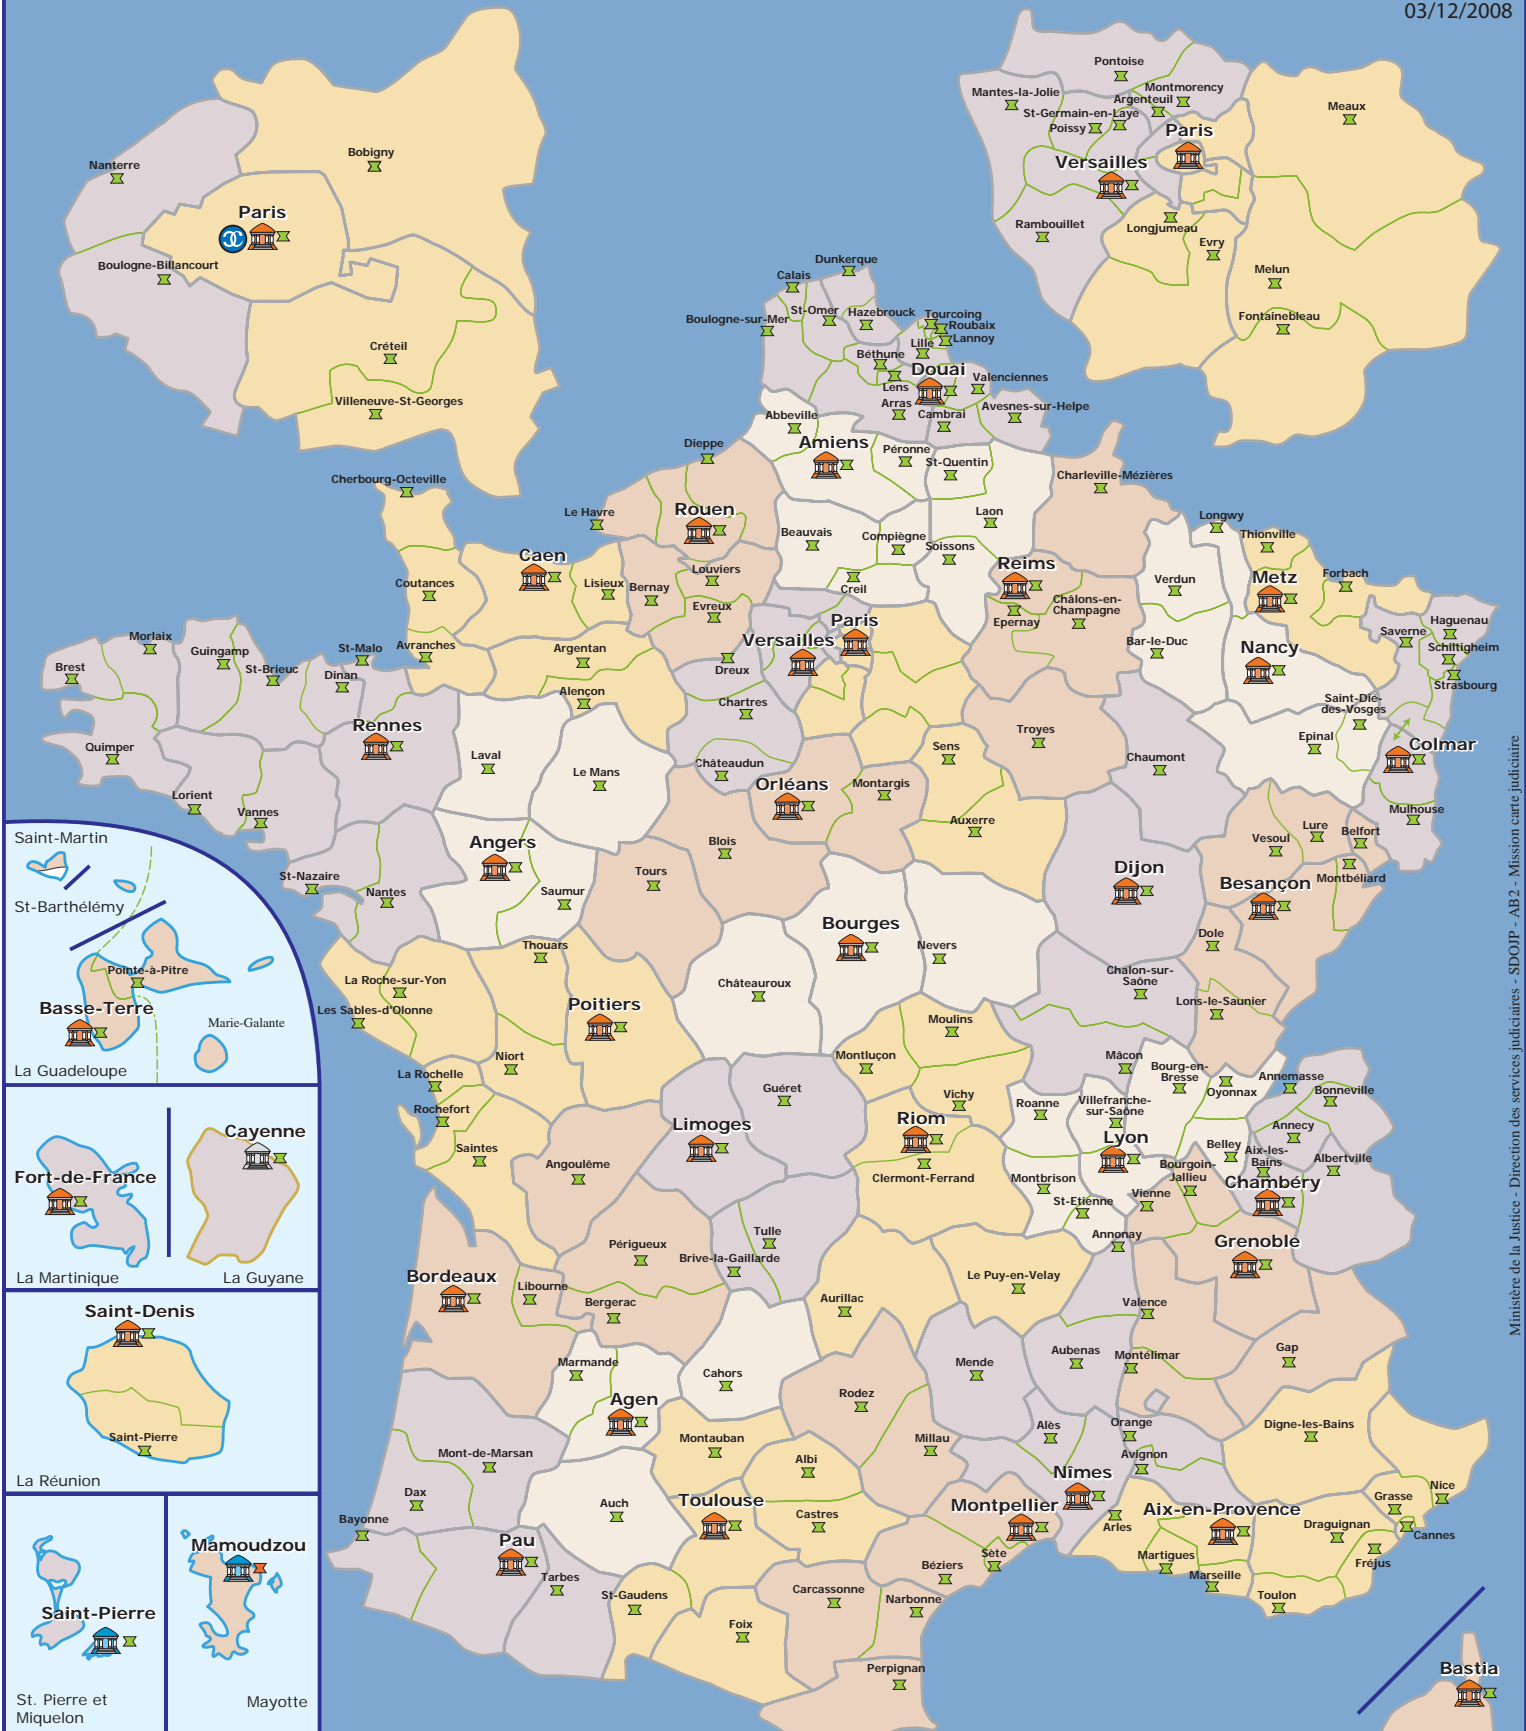 03/12/2008
Pontoise
Mantes-la-Jolie
Montmorency
Argenteuil
St-Germain-en-Laye
Poissy
Paris
Versailles
Meaux
Rambouillet
Longjumeau
Evry
Melun
Fontainebleau
Nanterre
Bobigny
Paris
Boulogne-Billancourt
Créteil
Villeneuve-St-Georges
Dunkerque
Calais
St-Omer
Hazebrouck
Boulogne-sur-Mer
Tourcoing
Roubaix
Lannoy
Lille
Béthune
Douai
Lens
Valenciennes
Arras
Cambrai
Avesnes-sur-Helpe
Abbeville
Amiens
Péronne
St-Quentin
Dieppe
Charleville-Mézières
Cherbourg-Octeville
Le Havre
Rouen
Laon
Beauvais
Compiègne
Soissons
Longwy
Thionville
Caen
Louviers
Lisieux
Bernay
Creil
Reims
Châlons-en-
Champagne
Epernay
Verdun
Metz
Forbach
Coutances
Evreux
Paris
Versailles
Haguenau
Saverne
Schiltigheim
Strasbourg
Bar-le-Duc
Nancy
Morlaix
Guingamp
St-Malo
Avranches
Argentan
Dreux
Brest
St-Brieuc
Dinan
Alençon
Chartres
Saint-Dié-
des-Vosges
Rennes
Troyes
Epinal
Colmar
Quimper
Laval
Le Mans
Châteaudun
Sens
Chaumont
Lorient
Vannes
Orléans
Montargis
Auxerre
Mulhouse
Vesoul
Lure
Belfort
Angers
Blois
Montbéliard
St-Nazaire
Nantes
Saumur
Tours
Dijon
Besançon
Bourges
Nevers
Dole
Thouars
Châteauroux
Chalon-sur-
Saône
Lons-le-Saunier
La Roche-sur-Yon
Les Sables-d'Olonne
Poitiers
Moulins
Niort
Montluçon
Mâcon
Bourg-en-
Bresse
Oyonnax
Annemasse
Bonneville
La Rochelle
Guéret
Vichy
Roanne
Villefranche-
sur-Saône
Rochefort
Limoges
Riom
Lyon
Annecy
Saintes
Belley
Aix-les-
Bains
Albertville
Angoulême
Clermont-Ferrand
Montbrison
Bourgoin-
Jallieu
Chambéry
St-Etienne
Vienne
Tulle
Annonay
Grenoble
Périgueux
Brive-la-Gaillarde
Bordeaux
Libourne
Bergerac
Aurillac
Le Puy-en-Velay
Valence
Marmande
Cahors
Mende
Aubenas
Montélimar
Gap
Agen
Rodez
Alès
Orange
Digne-les-Bains
Mont-de-Marsan
Montauban
Albi
Millau
Avignon
Nîmes
Dax
Auch
Toulouse
Castres
Montpellier
Arles
Aix-en-Provence
Grasse
Nice
Cannes
Draguignan
Fréjus
Bayonne
Pau
Tarbes
St-Gaudens
Carcassonne
Béziers
Sète
Narbonne
Martigues
Marseille
Toulon
Foix
Perpignan
Bastia
Saint-Martin
St-Barthélémy
Pointe-à-Pitre
Basse-Terre
Marie-Galante
La Guadeloupe
Fort-de-France
La Martinique
Cayenne
La Guyane
Saint-Denis
Saint-Pierre
La Réunion
Saint-Pierre
St. Pierre et
Miquelon
Mamoudzou
Mayotte
Ministère de la Justice - Direction des services judiciaires - SDOJP - AB2 - Mission carte judiciaire